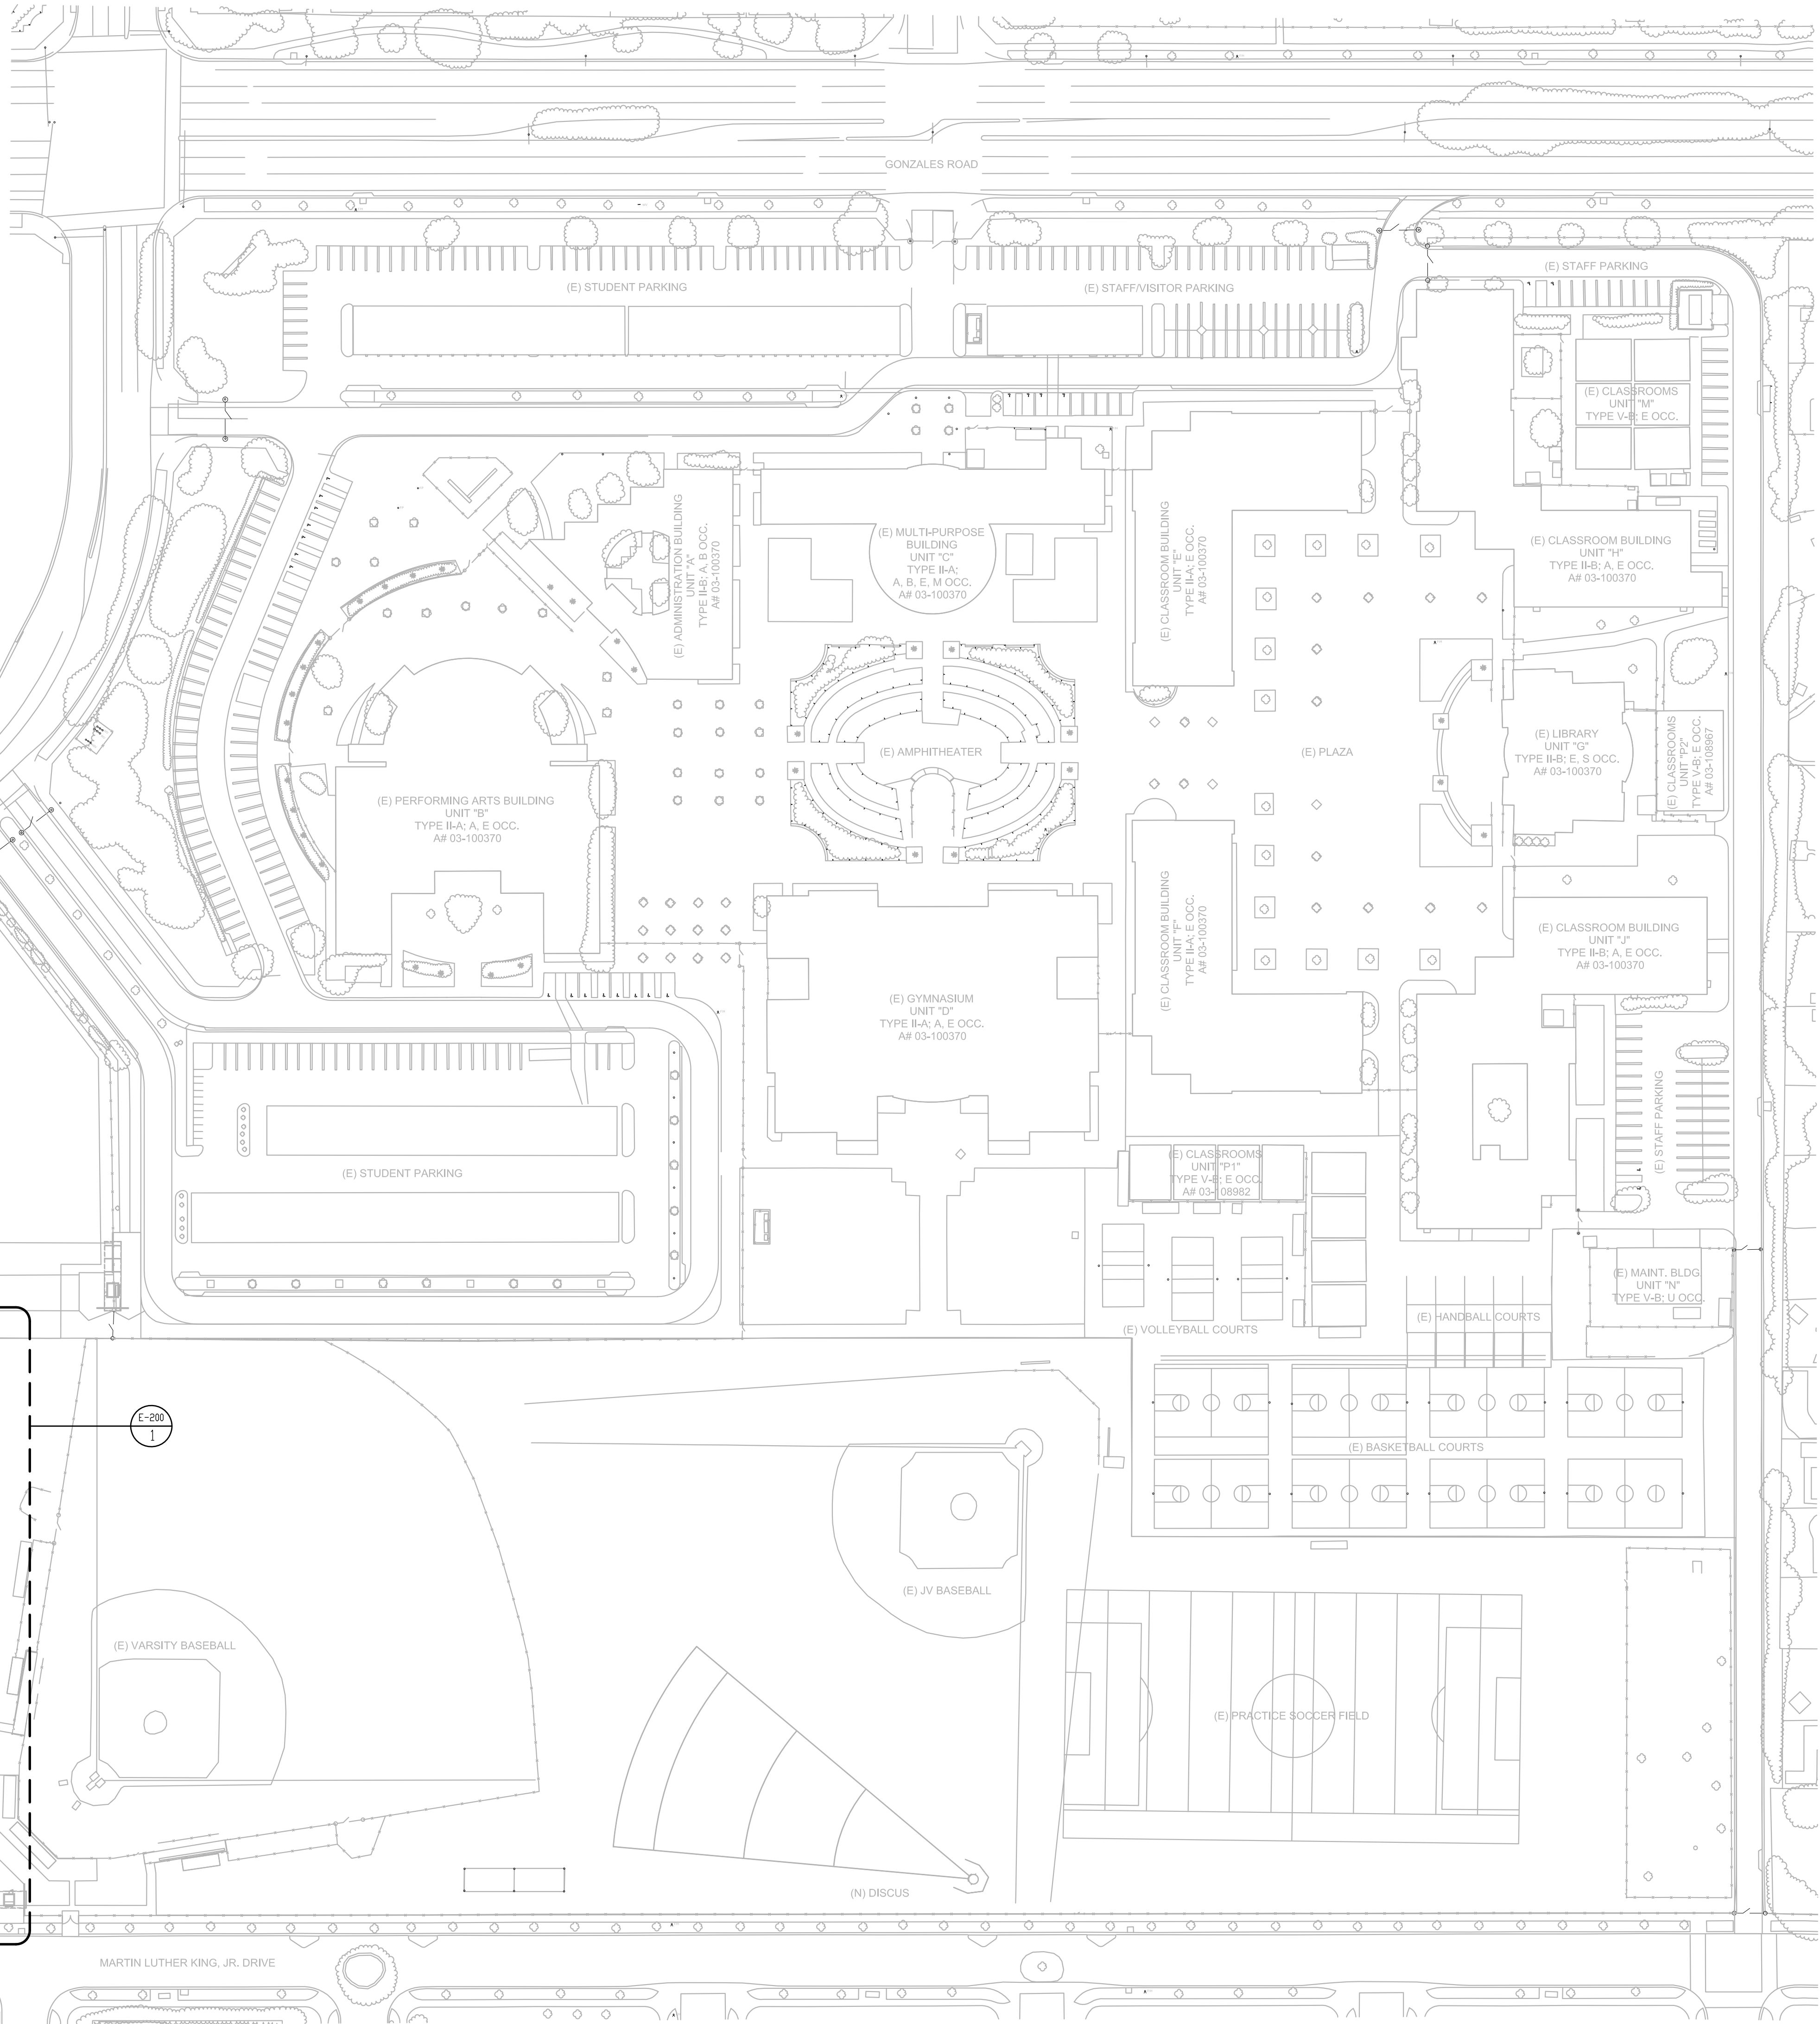 GONZALES ROAD
(E) STAFF PARKING
(E) STUDENT PARKING
(E) STAFF/VISITOR PARKING
(E) CLASSROOMS
UNIT "M"
TYPE V-B; E OCC.
(E) ADMINISTRATION BUILDING
UNIT "A"
TYPE II-B; A, B OCC.
A# 03-100370
(E) MULTI-PURPOSE
BUILDING
UNIT "C"
TYPE II-A;
A, B, E, M OCC.
A# 03-100370
(E) CLASSROOM BUILDING
UNIT "E"
TYPE II-A; E OCC.
A# 03-100370
(E) CLASSROOM BUILDING
UNIT "H"
TYPE II-B; A, E OCC.
A# 03-100370
(E) AMPHITHEATER
(E) PLAZA
(E) LIBRARY
UNIT "G"
TYPE II-B; E, S OCC.
A# 03-100370
(E) CLASSROOMS
UNIT "P2"
TYPE V-B; E OCC.
A# 03-108967
(E) PERFORMING ARTS BUILDING
UNIT "B"
TYPE II-A; A, E OCC.
A# 03-100370
(E) CLASSROOM BUILDING
UNIT "F"
TYPE II-A; E OCC.
A# 03-100370
(E) CLASSROOM BUILDING
UNIT "J"
TYPE II-B; A, E OCC.
A# 03-100370
(E) GYMNASIUM
UNIT "D"
TYPE II-A; A, E OCC.
A# 03-100370
(E) STAFF PARKING
(E) STUDENT PARKING
(E) CLASSROOMS
UNIT "P1"
TYPE V-B; E OCC.
A# 03-108982
(E) MAINT. BLDG
UNIT "N"
TYPE V-B; U OCC.
(E) HANDBALL COURTS
(E) VOLLEYBALL COURTS
E-200
1
(E) BASKETBALL COURTS
(E) JV BASEBALL
(E) VARSITY BASEBALL
(E) PRACTICE SOCCER FIELD
(N) DISCUS
MARTIN LUTHER KING, JR. DRIVE